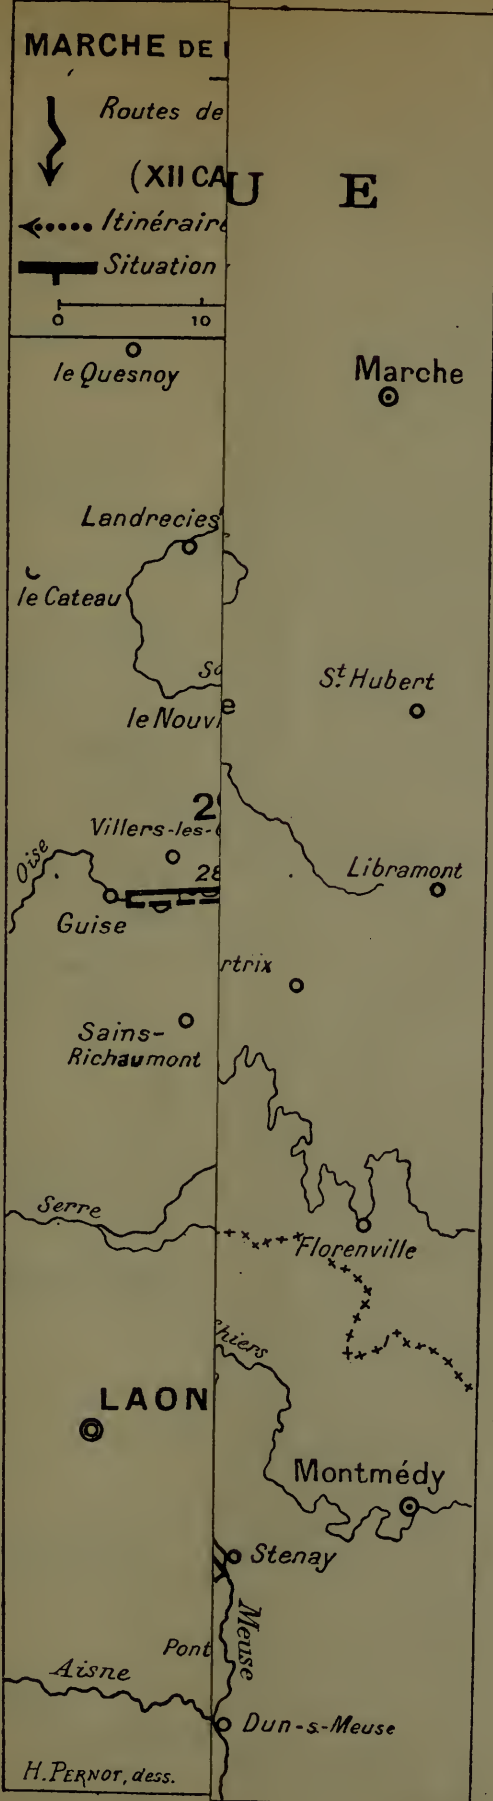 MARCHE DE
Routes de
(XII CA
Itinéraire
Situation
0 10
U E
le Quesnoy
Marche
Landrecies
le Cateau
St. Hubert
le Nouv
e
Villers-les-
28
Oise
Libramont
Guise
rtrix
Sains-
Richaumont
Serre
Florenville
hiers
LAON
Montmédy
Stenay
Meuse
Pont
Aisne
Dun-s.-Meuse
H. PERNOT, dess.